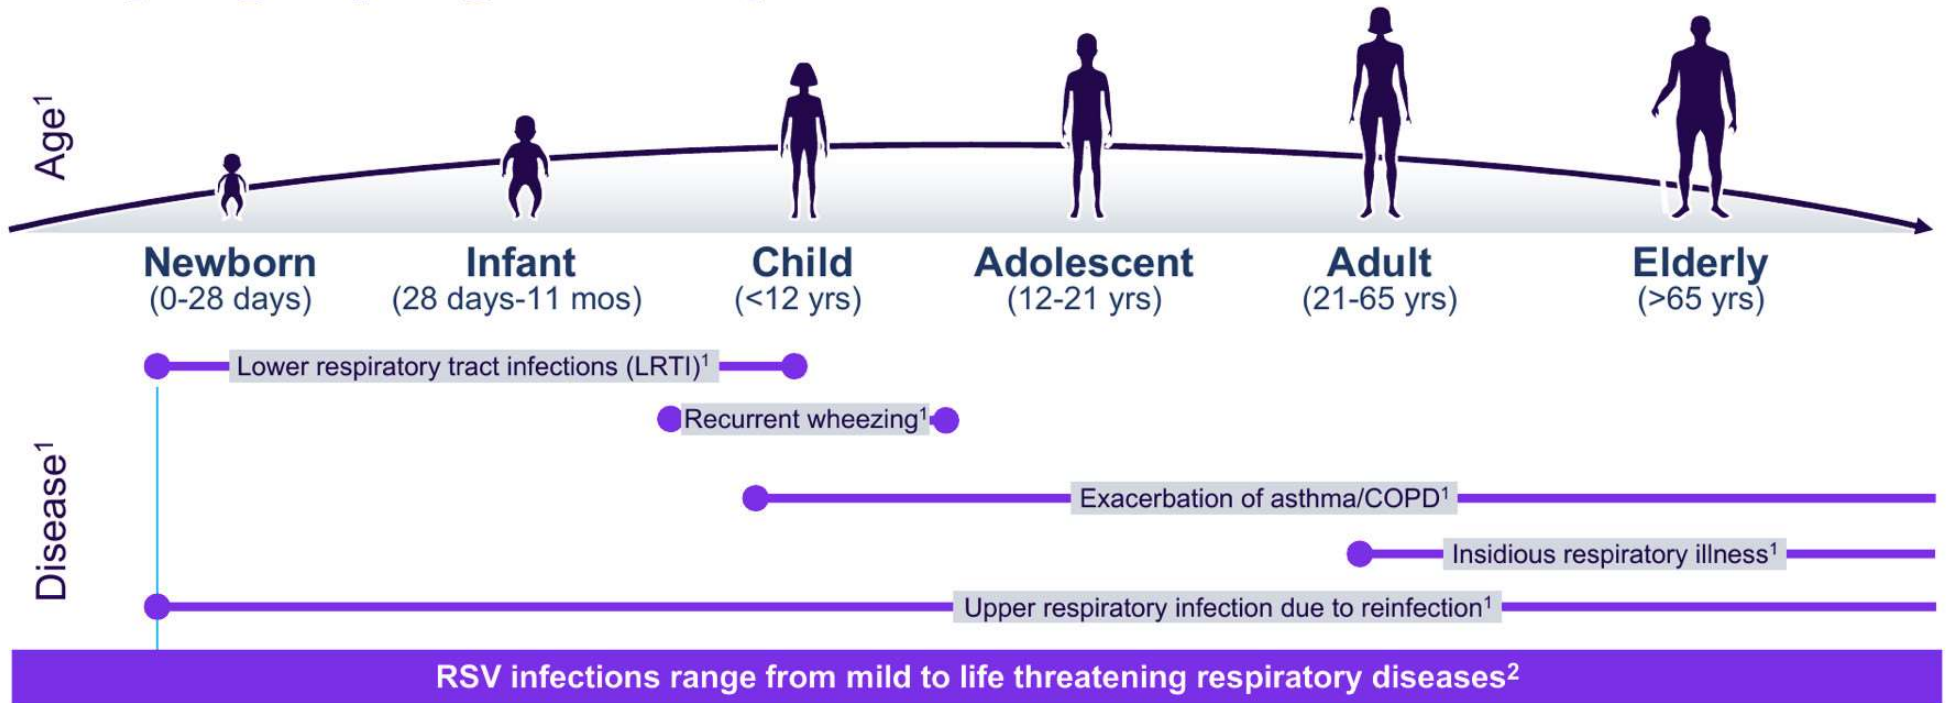 Age¹
Newborn
(0-28 days)
Infant
(28 days-11 mos)
Child
(<12 yrs)
Adolescent
(12-21 yrs)
Adult
(21-65 yrs)
Elderly
(>65 yrs)
Disease¹
Lower respiratory tract infections (LRTI)¹
Recurrent wheezing¹
Exacerbation of asthma/COPD¹
Insidious respiratory illness¹
Upper respiratory infection due to reinfection¹
RSV infections range from mild to life threatening respiratory diseases²